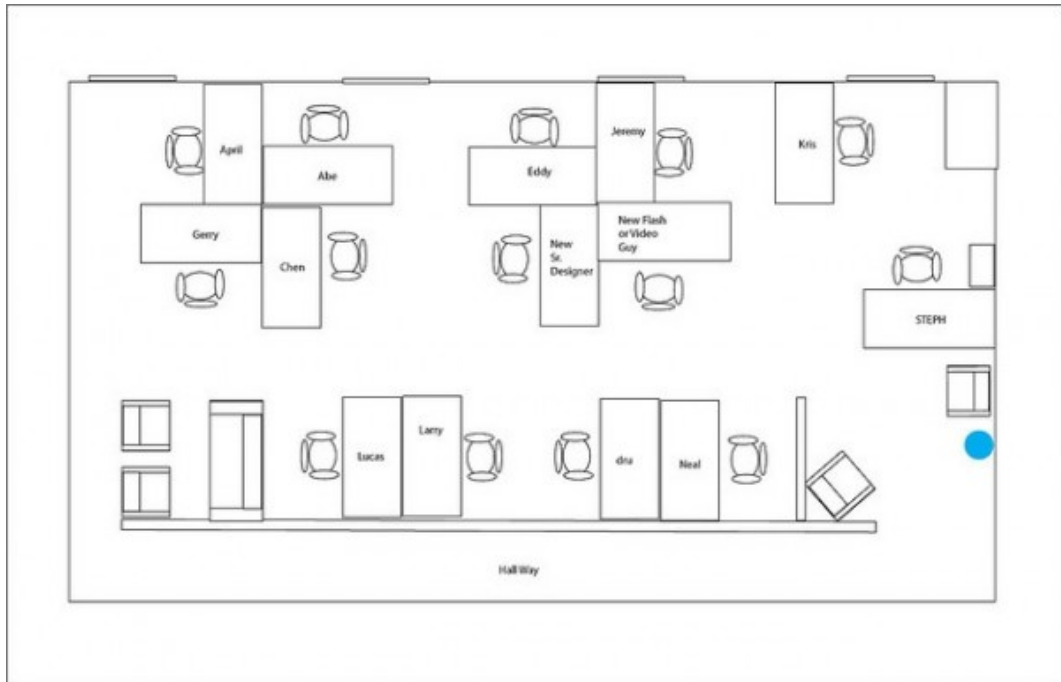 April
Abe
Eddy
Jeremy
Kris
Gerry
Chen
New
Sr.
Designer
New Flash
or Video
Guy
STEPH
Lucas
Larry
dra
Neal
Hall Way